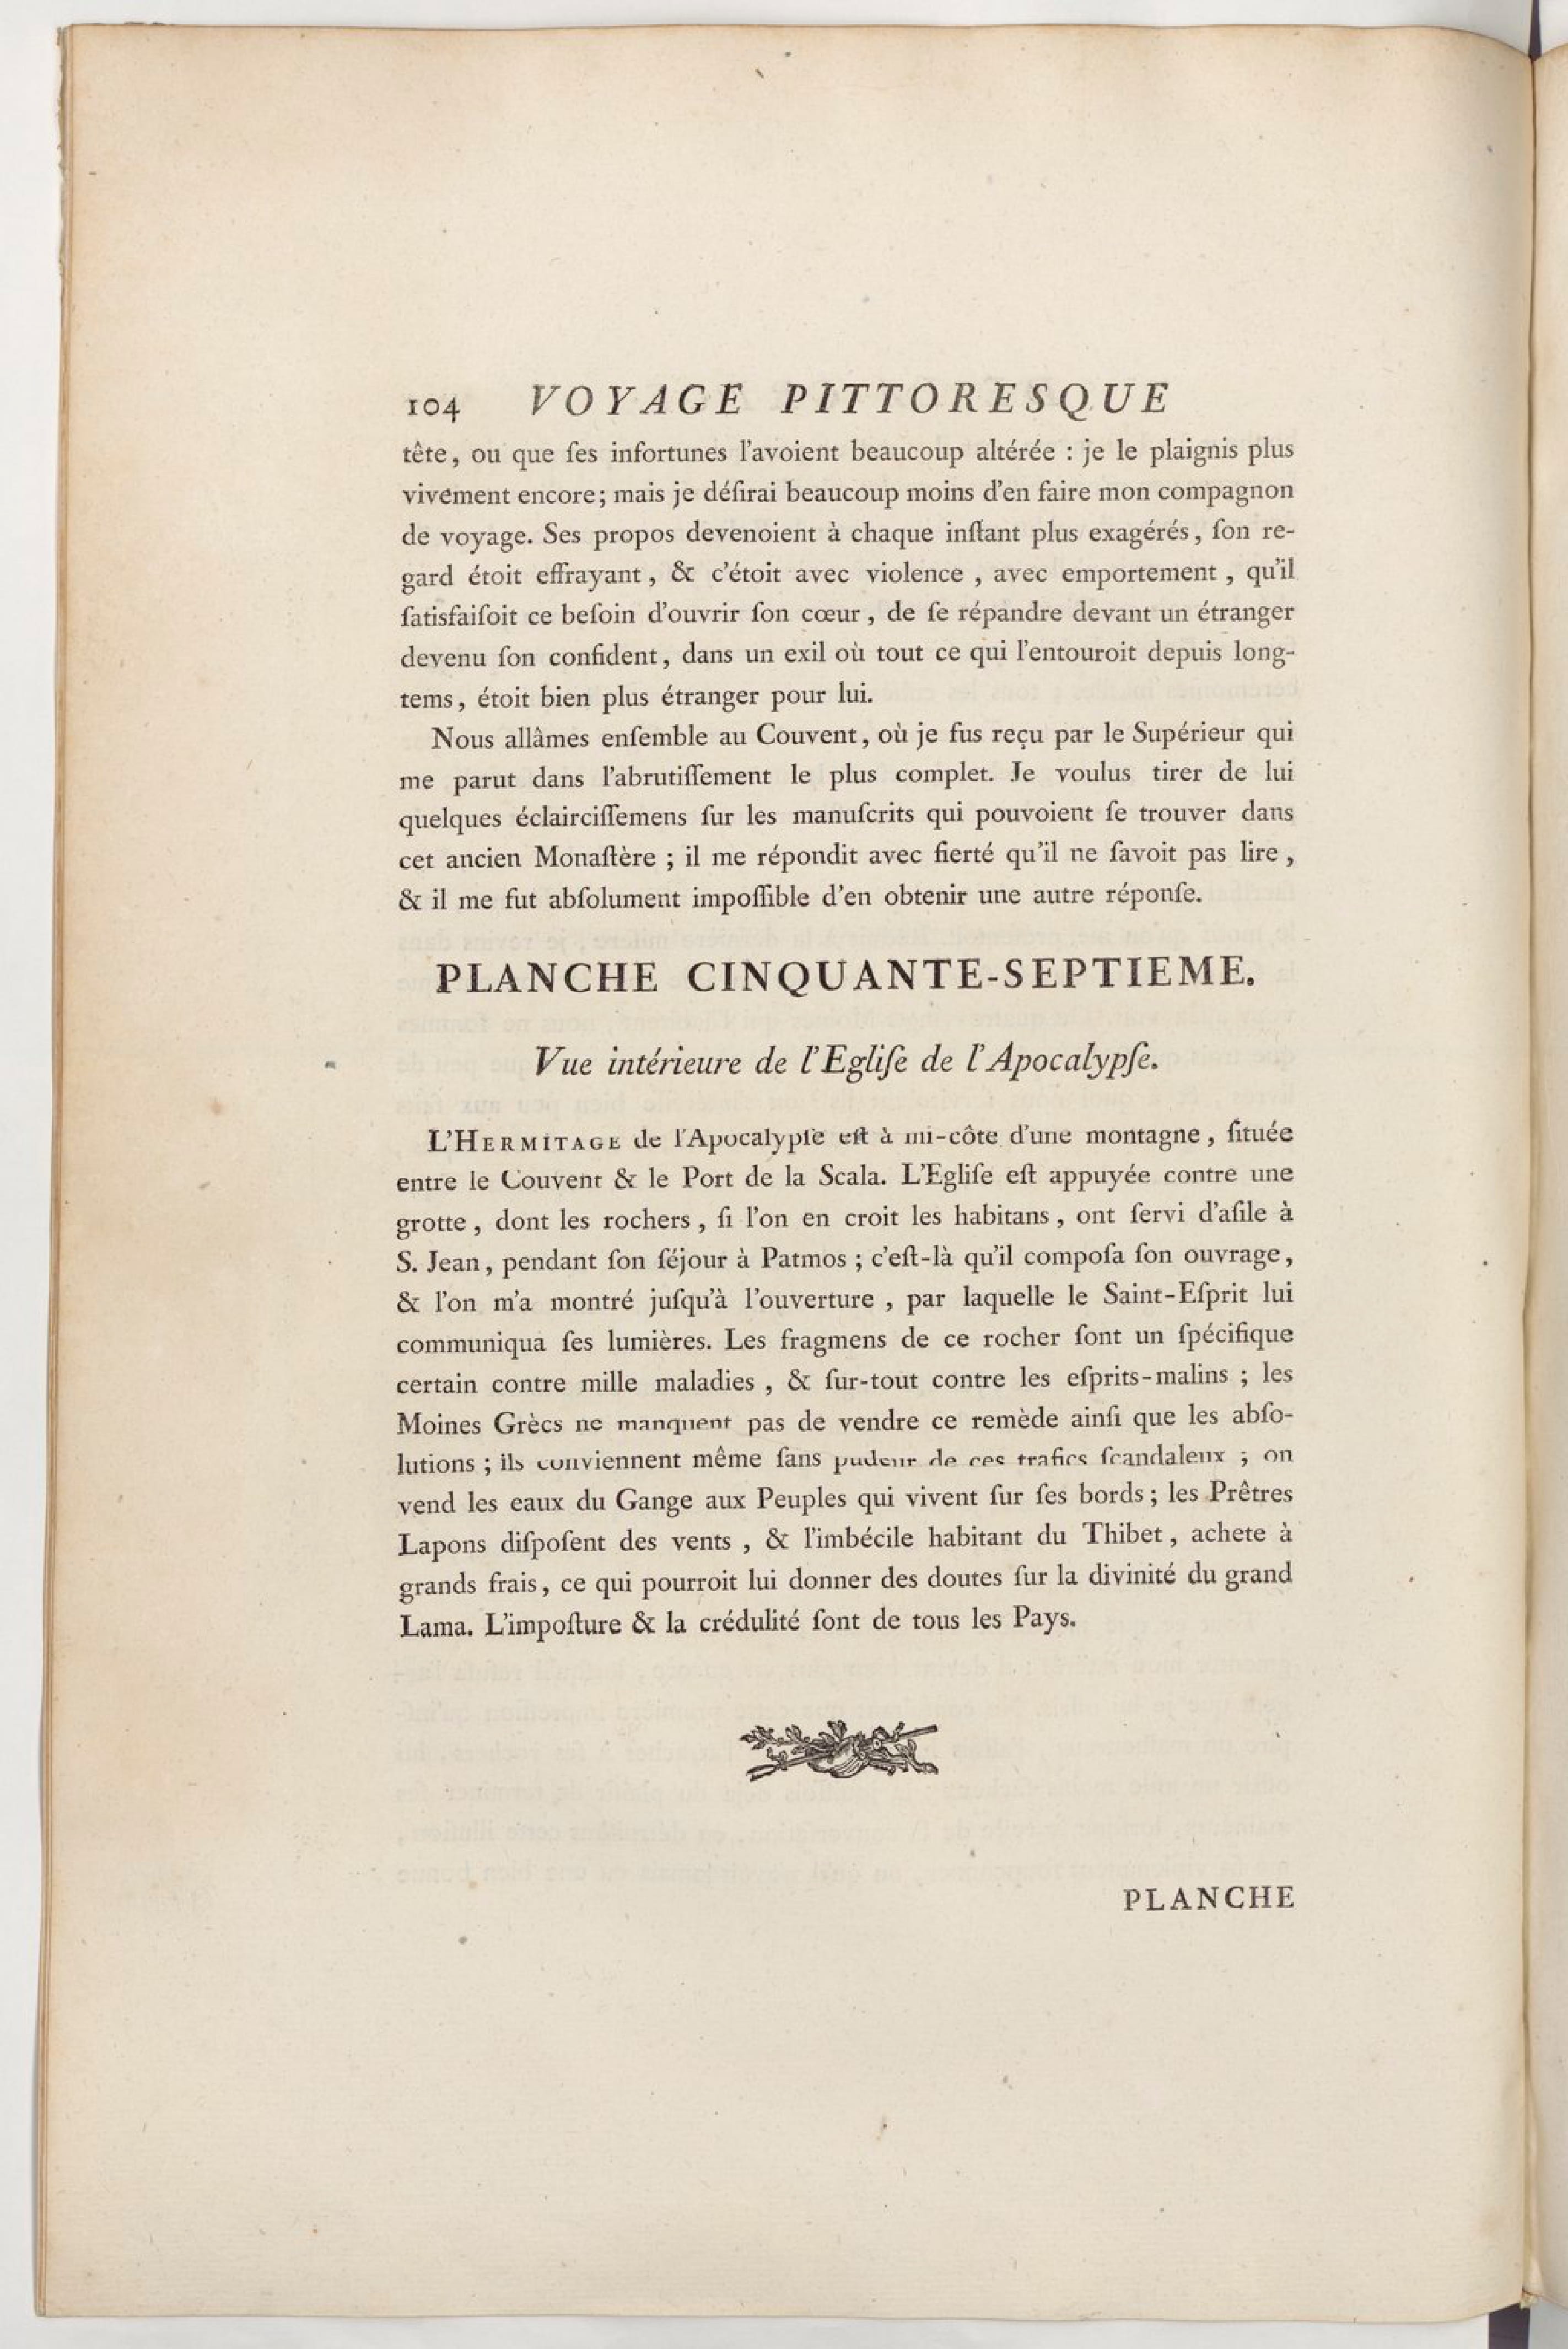 104 VOYAGE PITTORESQUE
tête, ou que ſes infortunes l'avoient beaucoup altérée : je le plaignis plus
vivement encore; mais je déſirai beaucoup moins d'en faire mon compagnon
de voyage. Ses propos devenoient à chaque inſtant plus exagérés, ſon re-
gard étoit effrayant, & c'étoit avec violence, avec emportement, qu'il
ſatisfaiſoit ce beſoin d'ouvrir ſon cœur, de ſe répandre devant un étranger
devenu ſon confident, dans un exil où tout ce qui l'entouroit depuis long-
tems, étoit bien plus étranger pour lui.
Nous allâmes enſemble au Couvent, où je fus reçu par le Supérieur qui
me parut dans l'abrutiſſement le plus complet. Je voulus tirer de lui
quelques éclairciſſemens ſur les manuſcrits qui pouvoient ſe trouver dans
cet ancien Monaſtère ; il me répondit avec fierté qu'il ne ſavoit pas lire,
& il me fut abſolument impoſſible d'en obtenir une autre réponſe.
PLANCHE CINQUANTE-SEPTIEME.
Vue intérieure de l'Egliſe de l'Apocalypſe.
L'HERMITAGE de l'Apocalypſe eſt à mi-côte d'une montagne, ſituée
entre le Couvent & le Port de la Scala. L'Egliſe eſt appuyée contre une
grotte, dont les rochers, ſi l'on en croit les habitans, ont ſervi d'aſile à
S. Jean, pendant ſon ſéjour à Patmos ; c'eſt-là qu'il compoſa ſon ouvrage,
& l'on m'a montré juſqu'à l'ouverture, par laquelle le Saint-Eſprit lui
communiqua ſes lumières. Les fragmens de ce rocher ſont un ſpécifique
certain contre mille maladies, & ſur-tout contre les eſprits-malins ; les
Moines Grècs ne manquent pas de vendre ce remède ainſi que les abſo-
lutions ; ils conviennent même ſans pudeur de ces trafics ſcandaleux ; on
vend les eaux du Gange aux Peuples qui vivent ſur ſes bords ; les Prêtres
Lapons diſpoſent des vents, & l'imbécile habitant du Thibet, achete à
grands frais, ce qui pourroit lui donner des doutes ſur la divinité du grand
Lama. L'impoſture & la crédulité ſont de tous les Pays.
PLANCHE